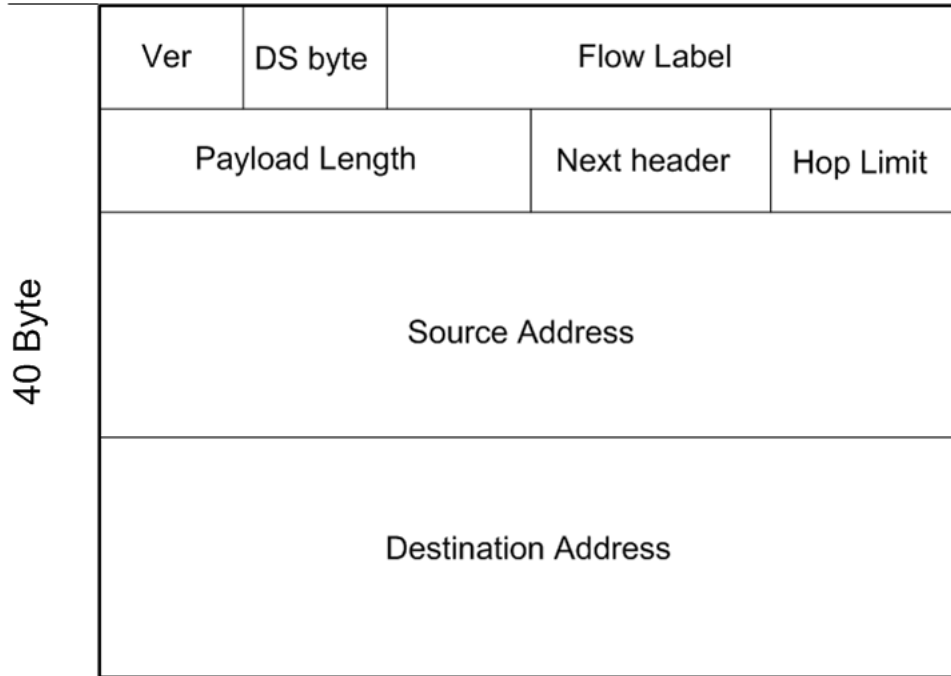 Ver DS byte Flow Label
Payload Length Next header Hop Limit
40 Byte
Source Address
Destination Address